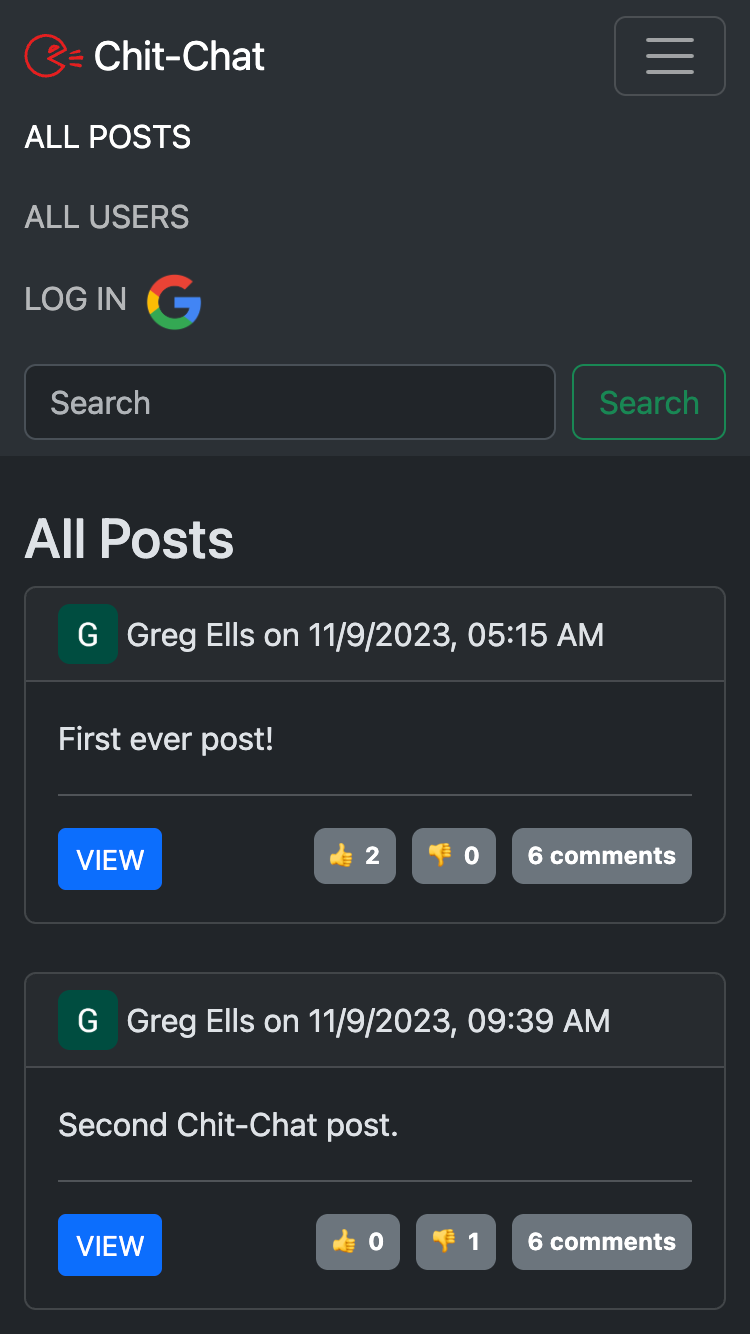 Chit-Chat
ALL POSTS
ALL USERS
LOG IN
Search Search
All Posts
G Greg Ells on 11/9/2023, 05:15 AM
First ever post!
VIEW 👍 2 👎 0 6 comments
G Greg Ells on 11/9/2023, 09:39 AM
Second Chit-Chat post.
VIEW 👍 0 👎 1 6 comments